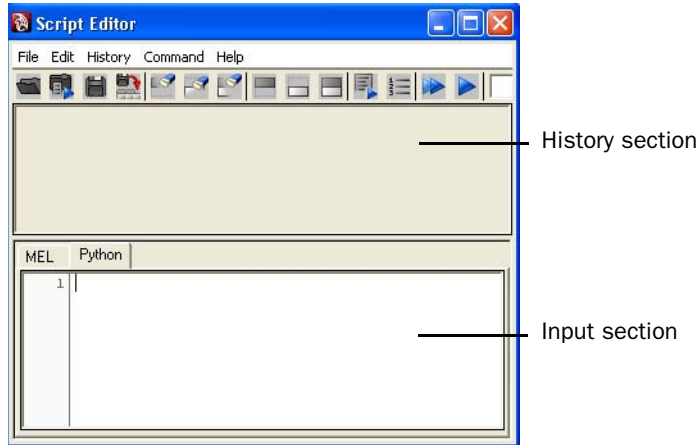 Script Editor
File Edit History Command Help
History section
MEL Python
1
Input section